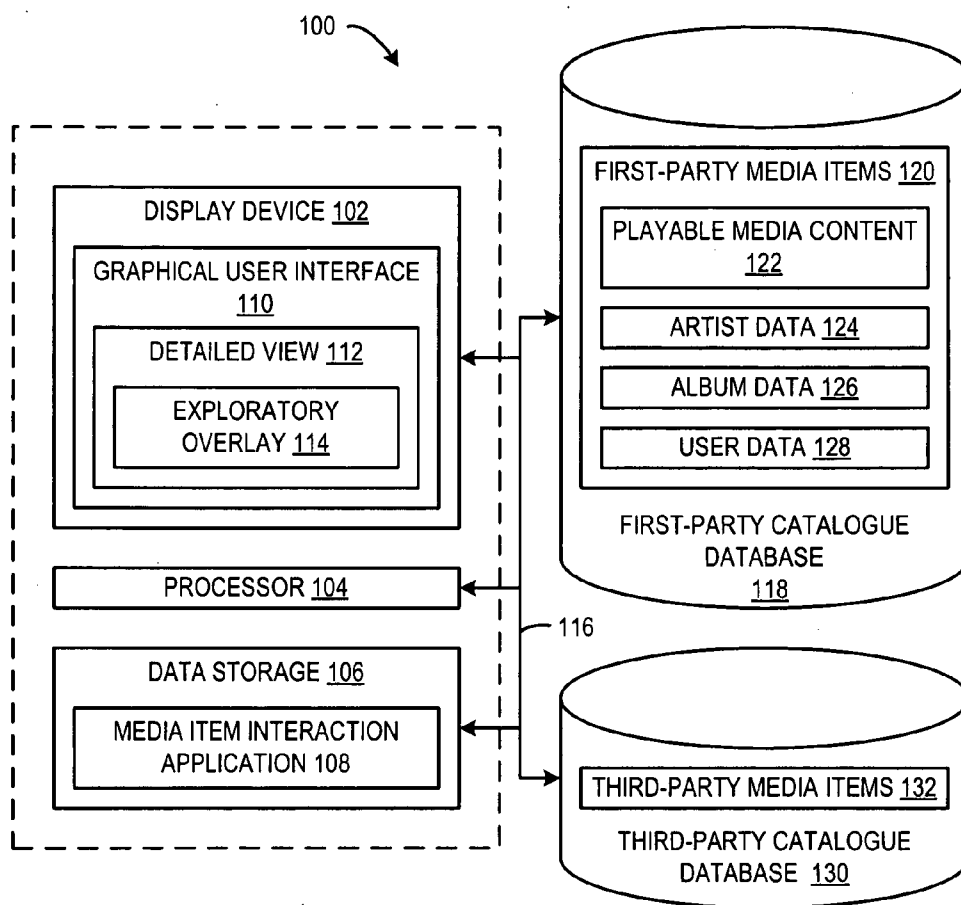 100
DISPLAY DEVICE 102
GRAPHICAL USER INTERFACE
110
DETAILED VIEW 112
EXPLORATORY
OVERLAY 114
PROCESSOR 104
DATA STORAGE 106
MEDIA ITEM INTERACTION
APPLICATION 108
116
FIRST-PARTY MEDIA ITEMS 120
PLAYABLE MEDIA CONTENT
122
ARTIST DATA 124
ALBUM DATA 126
USER DATA 128
FIRST-PARTY CATALOGUE
DATABASE
118
THIRD-PARTY MEDIA ITEMS 132
THIRD-PARTY CATALOGUE
DATABASE 130